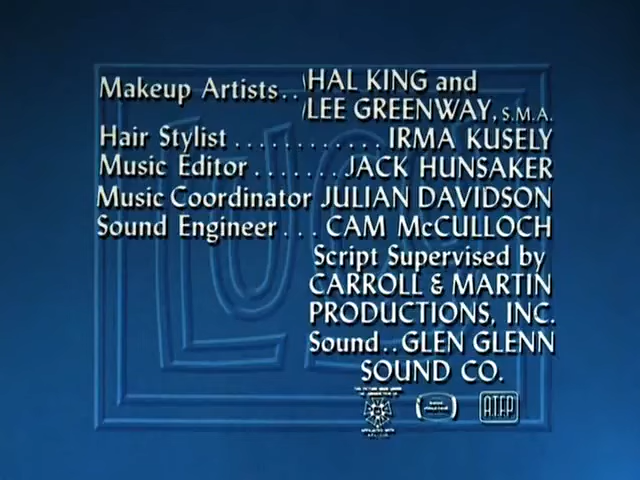 Makeup Artists.. HAL KING and
LEE GREENWAY, S.M.A.
Hair Stylist ............ IRMA KUSELY
Music Editor ....... JACK HUNSAKER
Music Coordinator JULIAN DAVIDSON
Sound Engineer ... CAM McCULLOCH
Script Supervised by
CARROLL & MARTIN
PRODUCTIONS, INC.
Sound.. GLEN GLENN
SOUND CO.
LUCY
A.T.F.P.